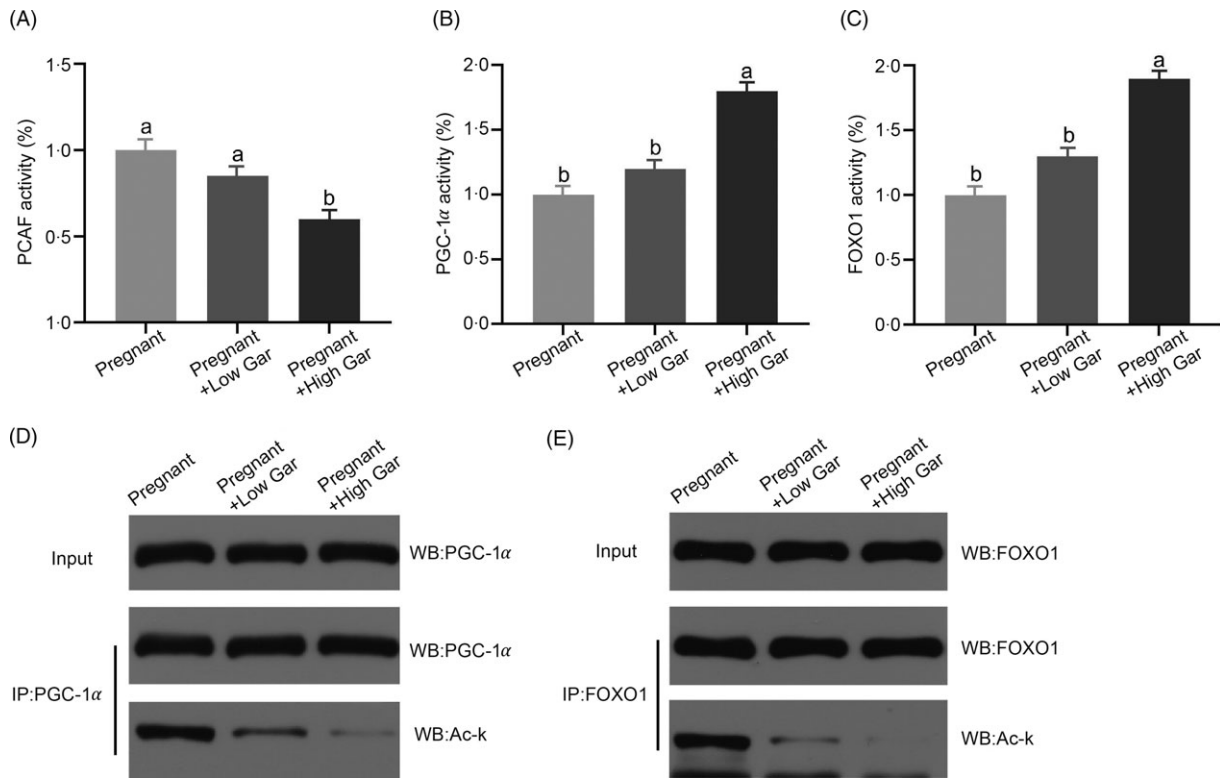 (A)
PCAF activity (%)
1·5
1·0
0·5
1·0
a
a
b
Pregnant
Pregnant
+Low Gar
Pregnant
+High Gar
(B)
PGC-1α activity (%)
2·0
1·5
1·0
0·5
0·0
b
b
a
Pregnant
Pregnant
+Low Gar
Pregnant
+High Gar
(C)
FOXO1 activity (%)
2·0
1·5
1·0
0·5
0·0
b
b
a
Pregnant
Pregnant
+Low Gar
Pregnant
+High Gar
(D)
Pregnant
Pregnant
+Low Gar
Pregnant
+High Gar
Input
WB:PGC-1α
WB:PGC-1α
IP:PGC-1α
WB:Ac-k
(E)
Pregnant
Pregnant
+Low Gar
Pregnant
+High Gar
Input
WB:FOXO1
WB:FOXO1
IP:FOXO1
WB:Ac-k